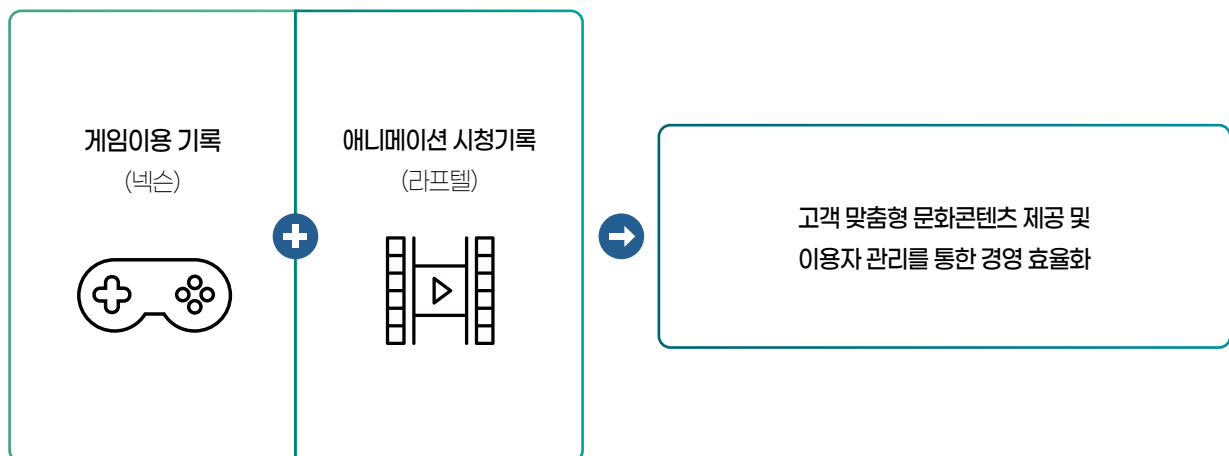 게임이용 기록
(넥슨)
애니메이션 시청기록
(라프텔)
고객 맞춤형 문화콘텐츠 제공 및
이용자 관리를 통한 경영 효율화